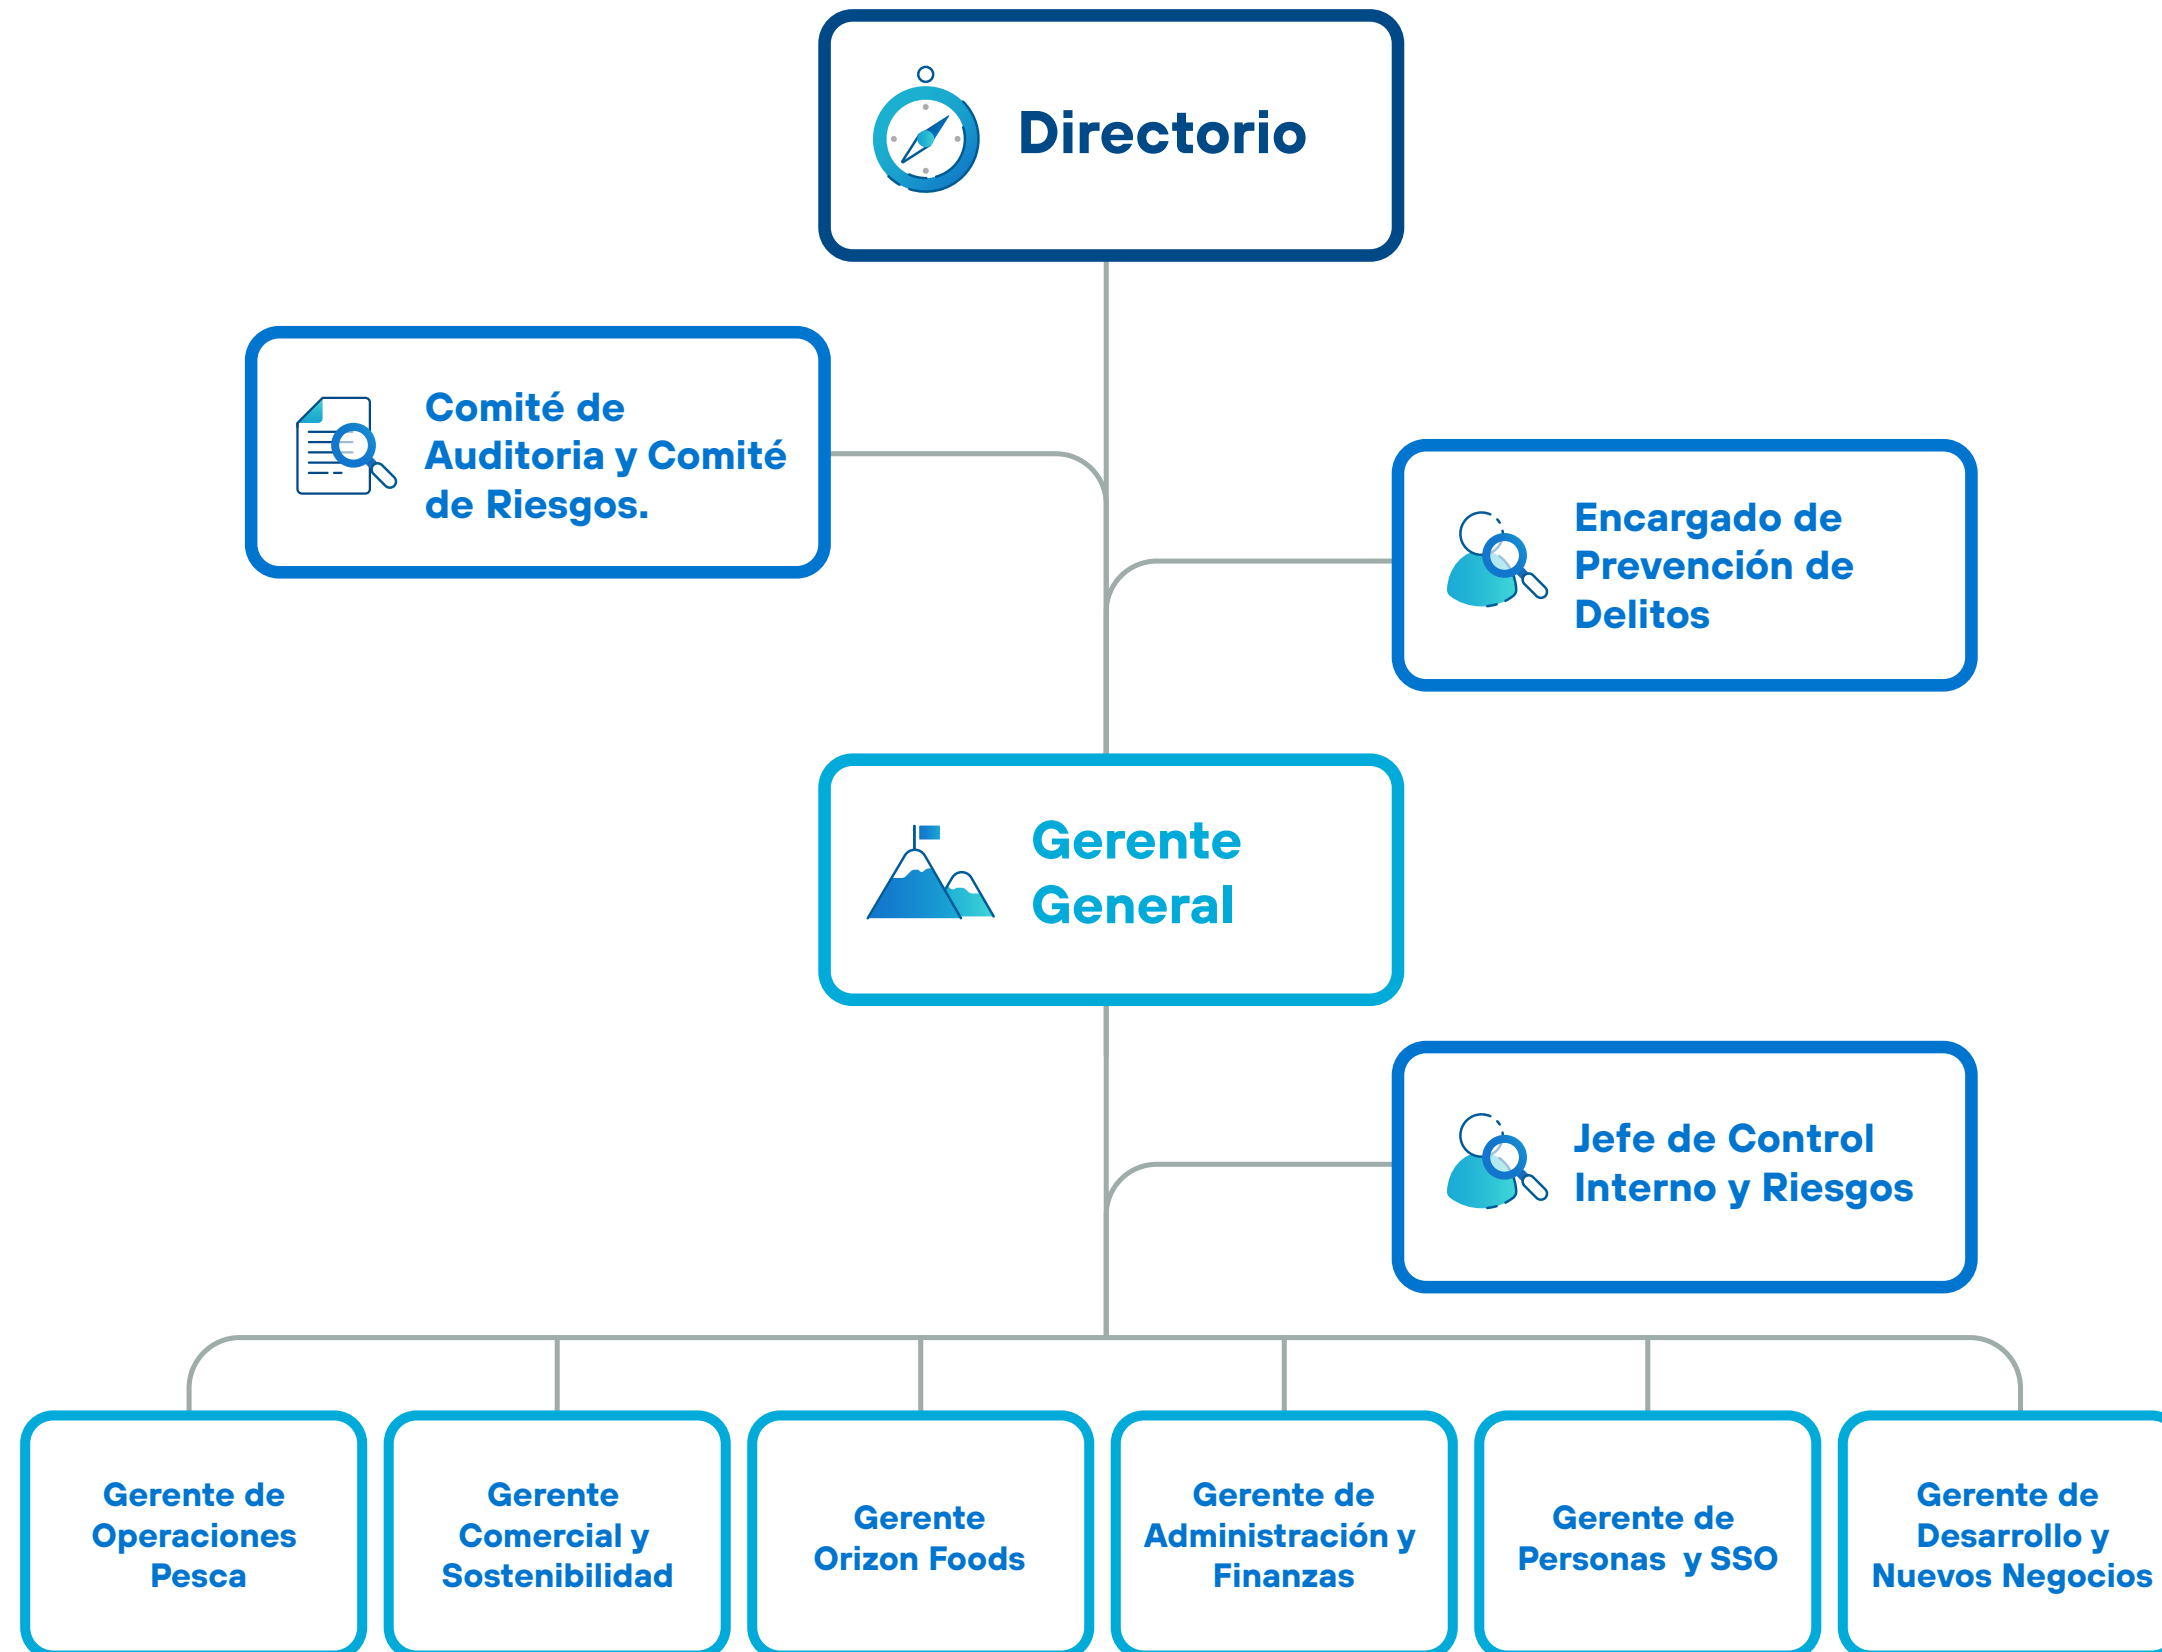 Directorio
Comité de
Auditoria y Comité
de Riesgos.
Encargado de
Prevención de
Delitos
Gerente
General
Jefe de Control
Interno y Riesgos
Gerente de
Operaciones
Pesca
Gerente
Comercial y
Sostenibilidad
Gerente
Orizon Foods
Gerente de
Administración y
Finanzas
Gerente de
Personas y SSO
Gerente de
Desarrollo y
Nuevos Negocios